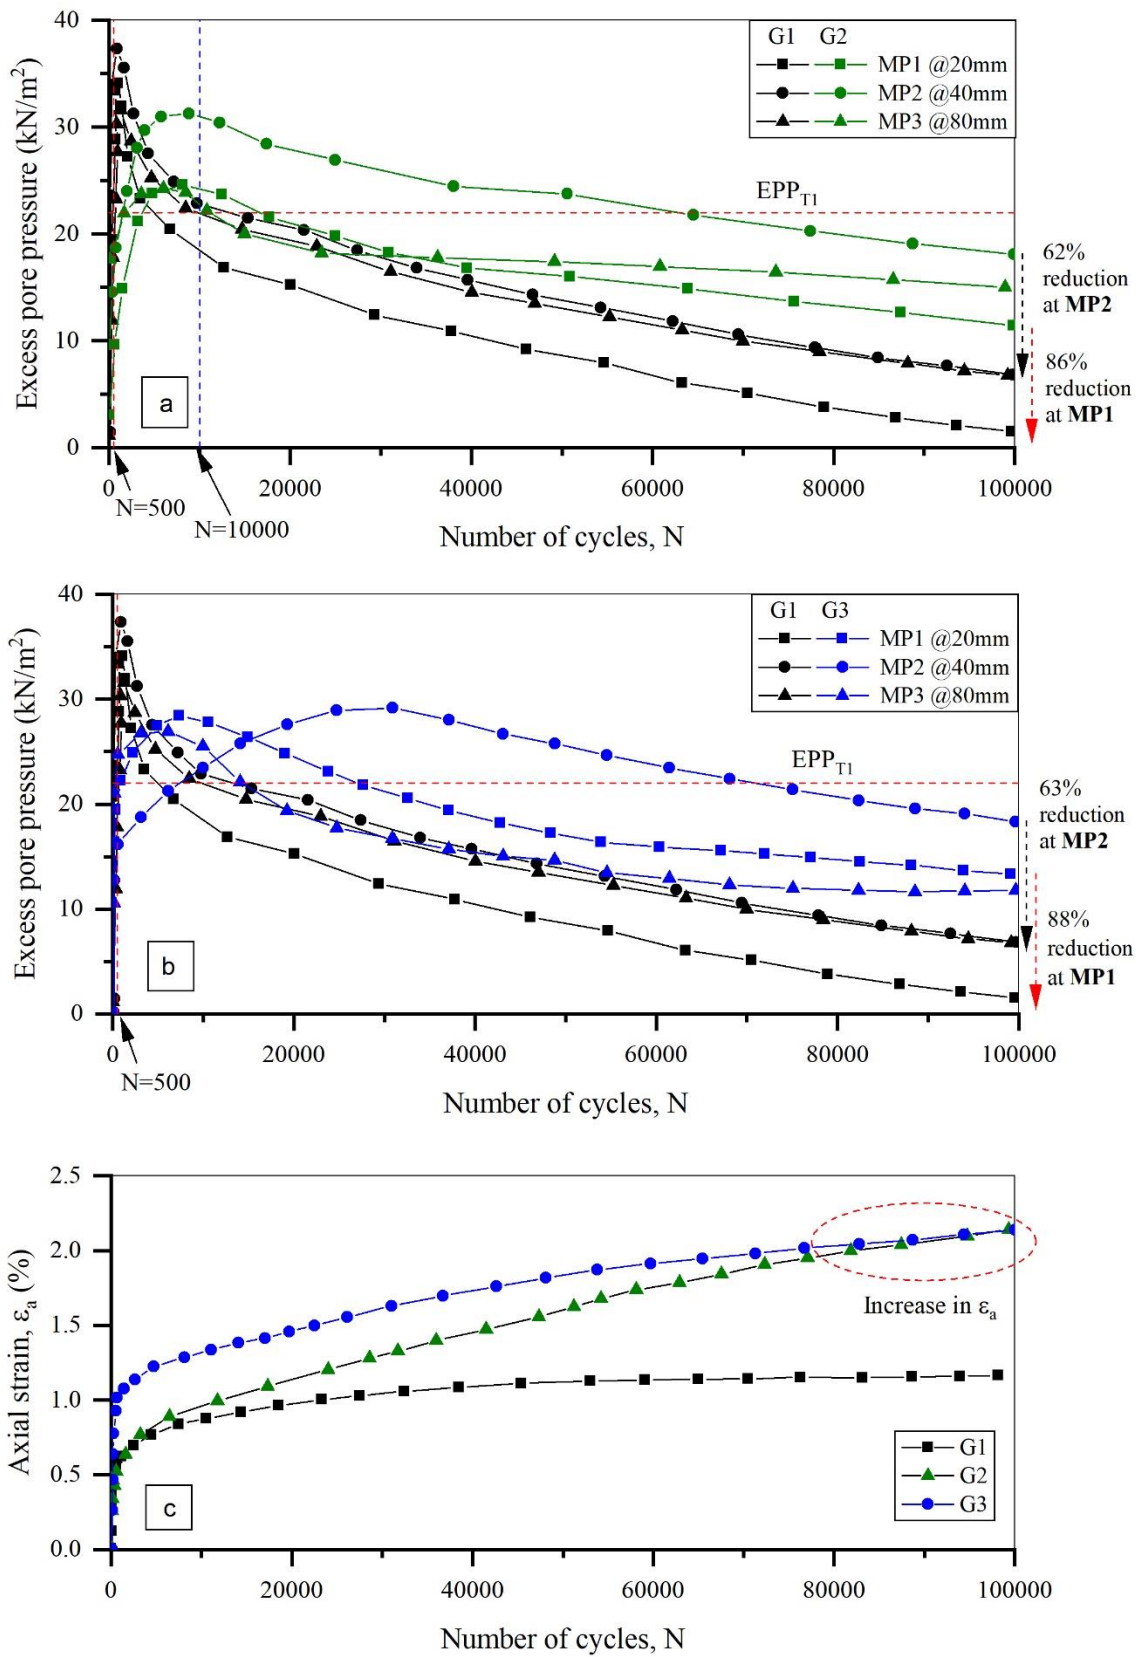 40
30
20
10
0
Excess pore pressure (kN/m²)
G1 G2
MP1 @20mm
MP2 @40mm
MP3 @80mm
EPP_T1
62%
reduction
at MP2
86%
reduction
at MP1
a
0 20000 40000 60000 80000 100000
N=500
N=10000
Number of cycles, N
40
30
20
10
0
Excess pore pressure (kN/m²)
G1 G3
MP1 @20mm
MP2 @40mm
MP3 @80mm
EPP_T1
63%
reduction
at MP2
88%
reduction
at MP1
b
0 20000 40000 60000 80000 100000
N=500
Number of cycles, N
2.5
2.0
1.5
1.0
0.5
0.0
Axial strain, ε_a (%)
Increase in ε_a
G1
G2
G3
c
0 20000 40000 60000 80000 100000
Number of cycles, N